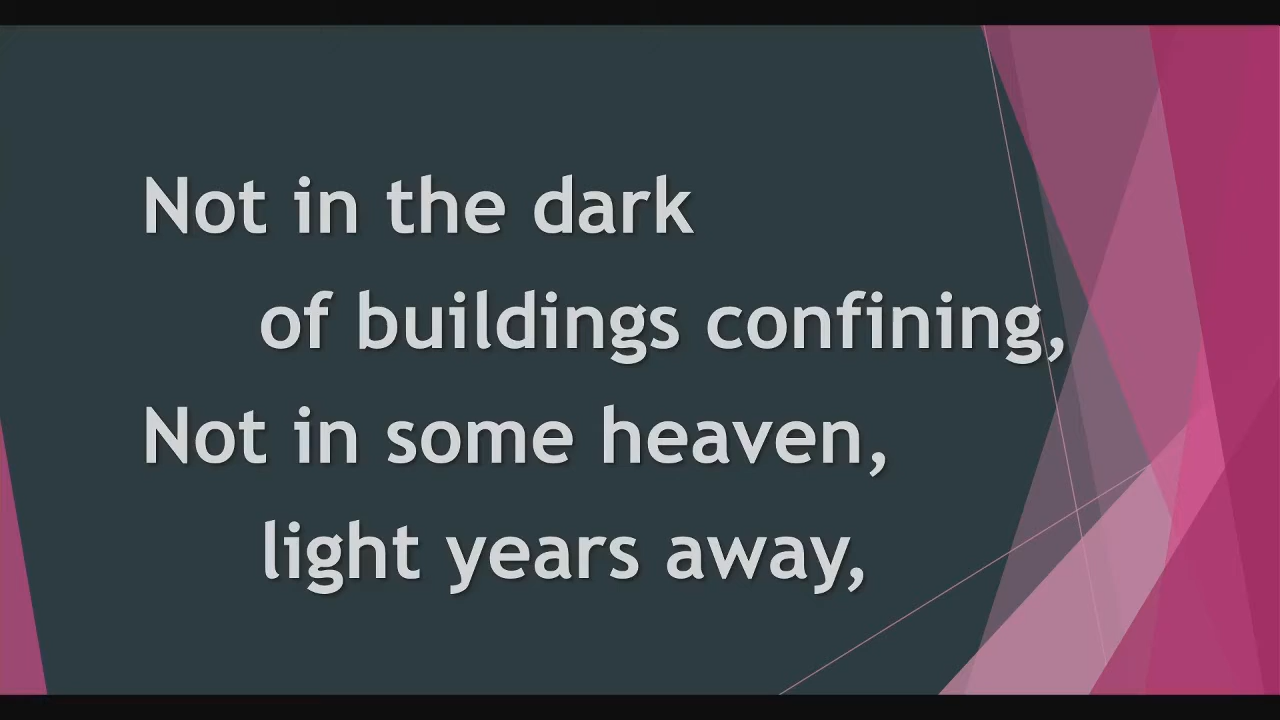 Not in the dark
of buildings confining,
Not in some heaven,
light years away,